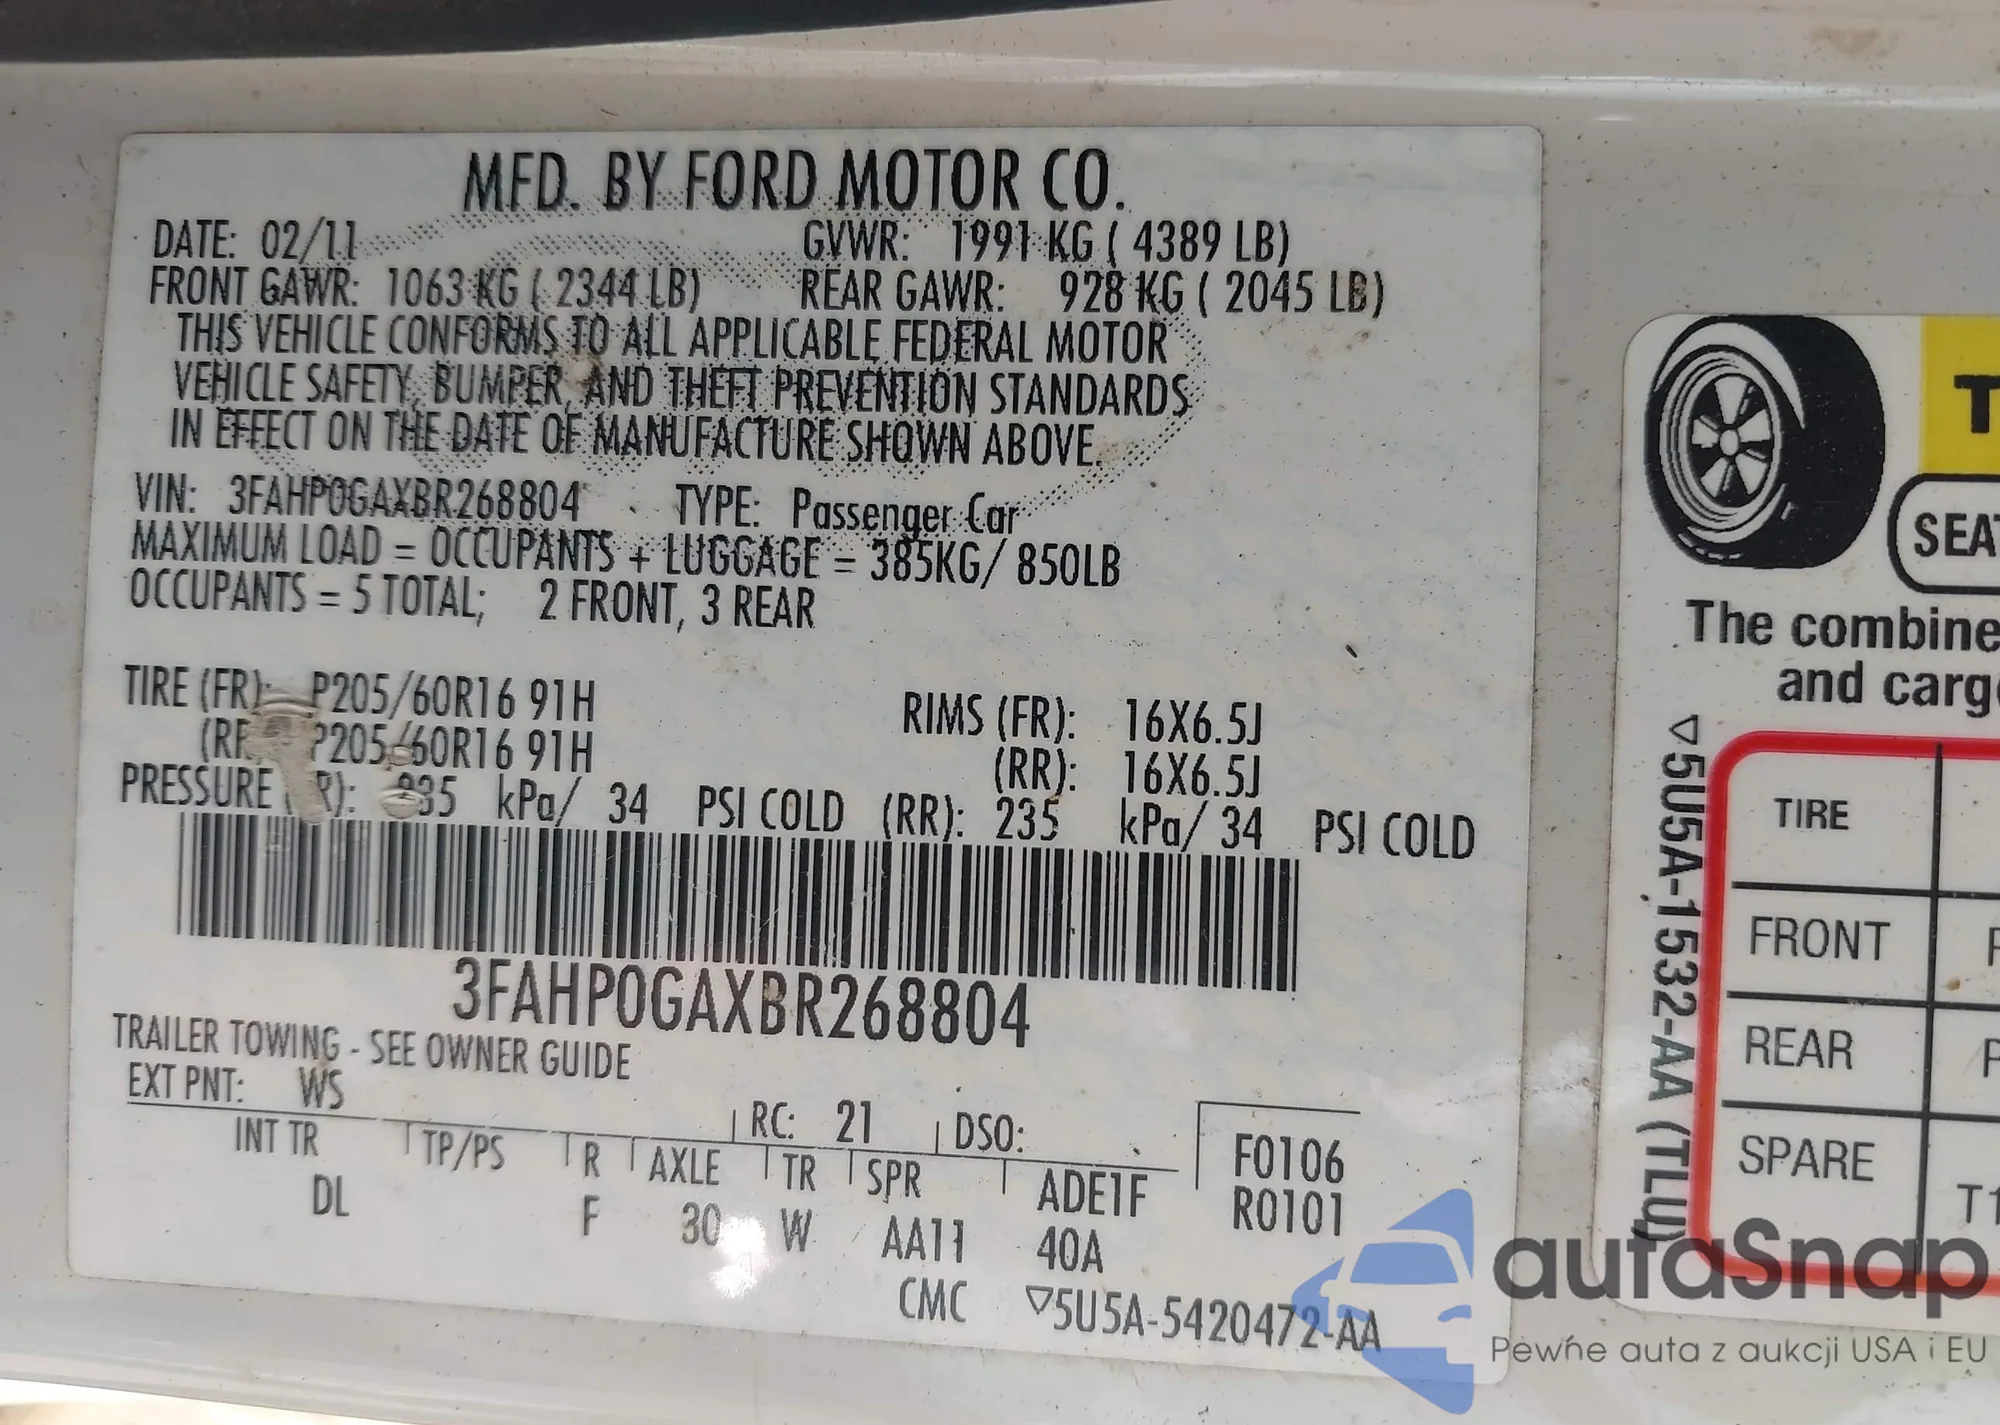 MFD. BY FORD MOTOR CO.
DATE: 02/11 GVWR: 1991 KG ( 4389 LB)
FRONT GAWR: 1063 KG ( 2344 LB) REAR GAWR: 928 KG ( 2045 LB)
THIS VEHICLE CONFORMS TO ALL APPLICABLE FEDERAL MOTOR
VEHICLE SAFETY, BUMPER, AND THEFT PREVENTION STANDARDS
IN EFFECT ON THE DATE OF MANUFACTURE SHOWN ABOVE.
VIN: 3FAHP0GAXBR268804 TYPE: Passenger Car
MAXIMUM LOAD = OCCUPANTS + LUGGAGE = 385KG/ 850LB
OCCUPANTS = 5 TOTAL; 2 FRONT, 3 REAR
TIRE (FR): P205/60R16 91H RIMS (FR): 16X6.5J
P205/60R16 91H (RR): 16X6.5J
PRESSURE 235 kPa/ 34 PSI COLD (RR): 235 kPa/ 34 PSI COLD
3FAHP0GAXBR268804
TRAILER TOWING - SEE OWNER GUIDE
EXT PNT: WS RC: 21 DSO:
INT TR TP/PS R AXLE TR SPR ADE1F F0106
DL F 30 W AA11 40A R0101
CMC ▽5U5A-5420472-AA
T
SEAT
The combine
and cargo
▽5U5A-1532-AA (TLU)
TIRE
FRONT P
REAR P
SPARE T1
autaSnap
Pewne auta z aukcji USA i EU